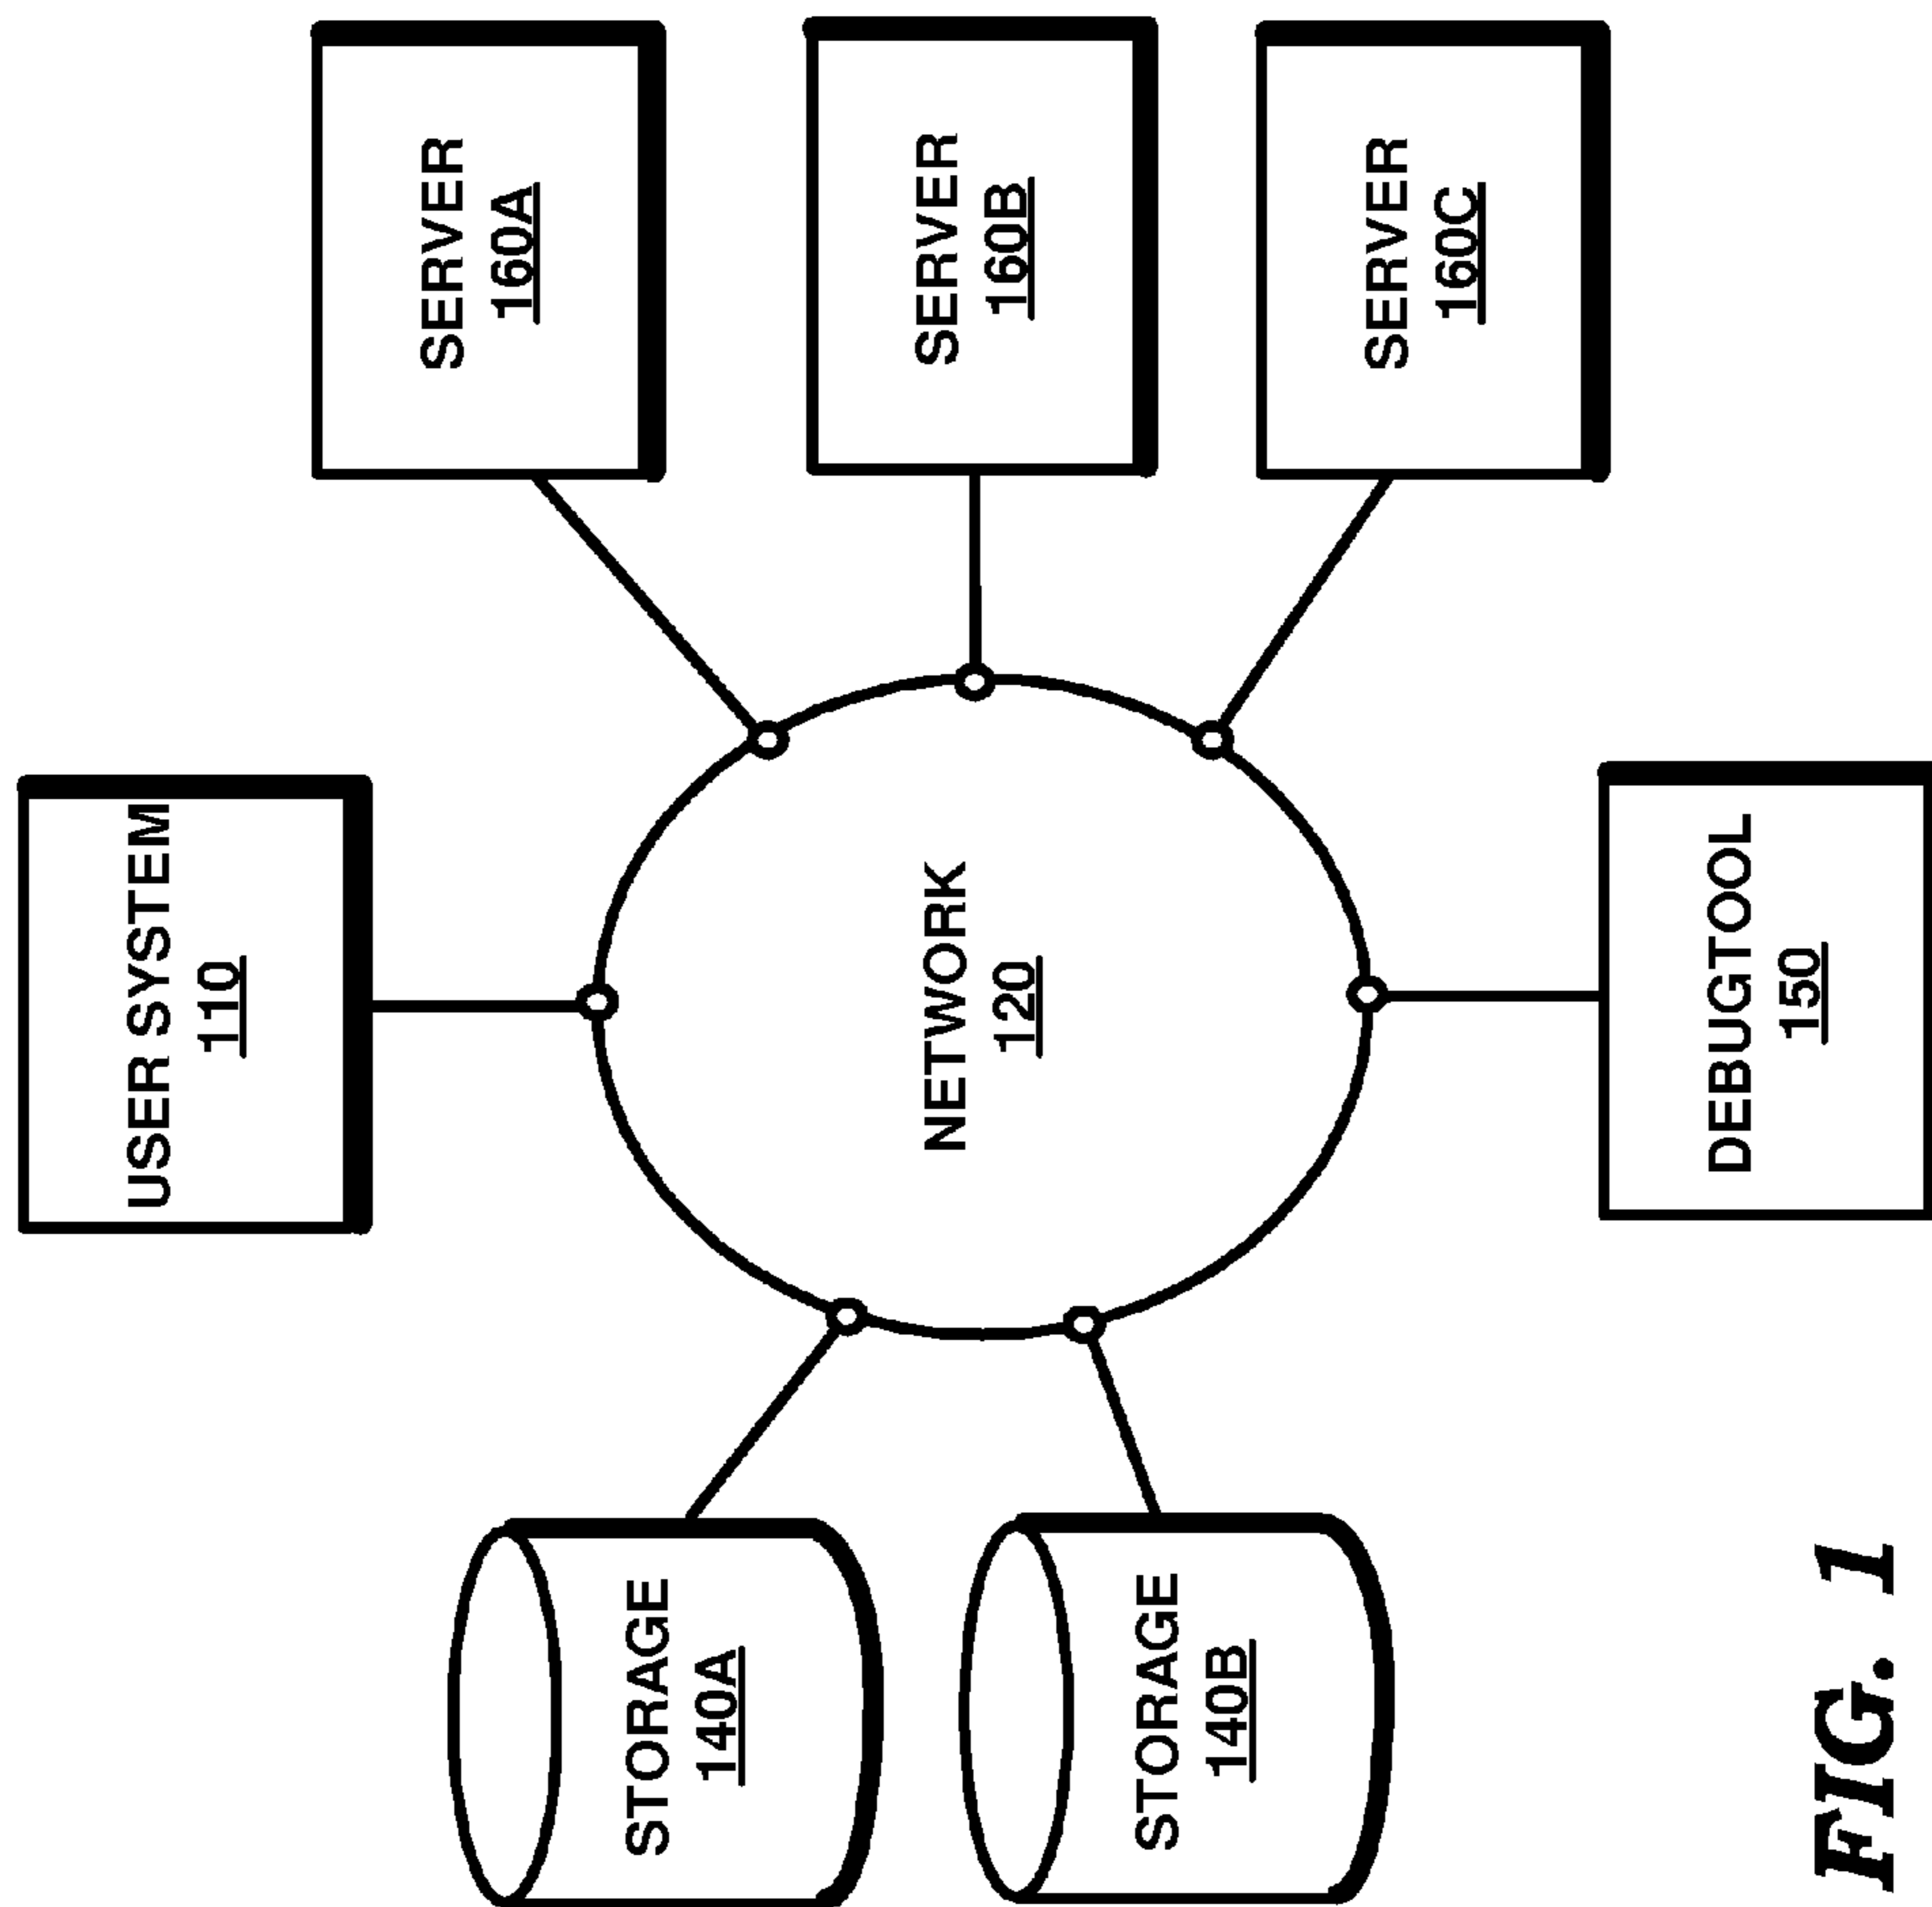 USER SYSTEM
110
SERVER
160A
STORAGE
140A
NETWORK
120
SERVER
160B
STORAGE
140B
SERVER
160C
DEBUGTOOL
150
FIG. 1